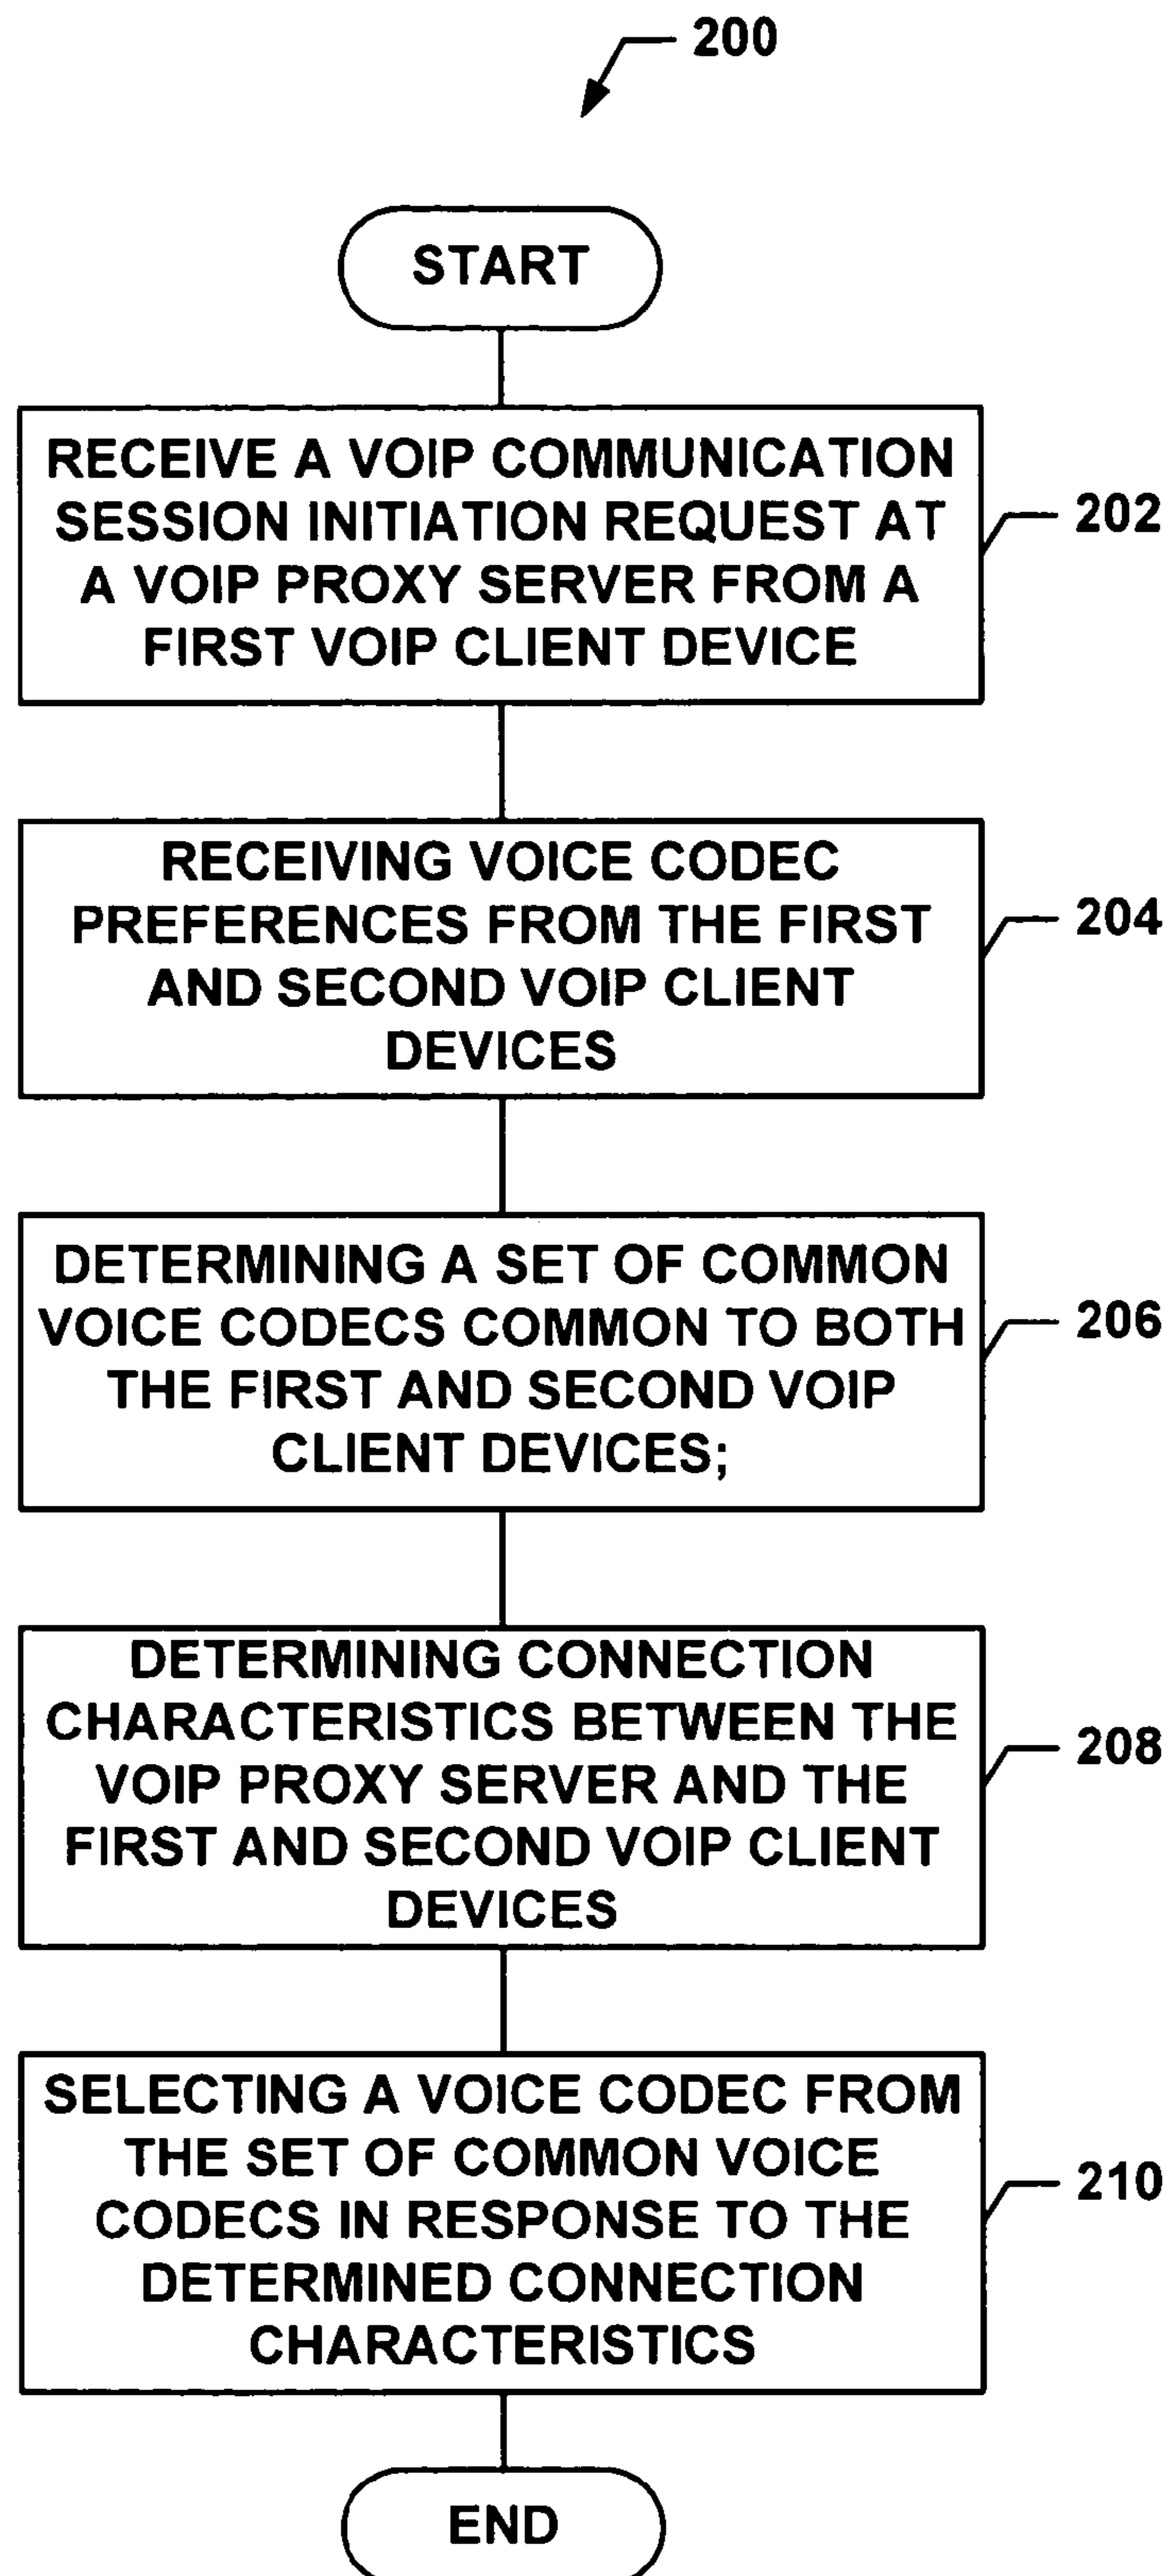 200
START
RECEIVE A VOIP COMMUNICATION
SESSION INITIATION REQUEST AT
A VOIP PROXY SERVER FROM A
FIRST VOIP CLIENT DEVICE
202
RECEIVING VOICE CODEC
PREFERENCES FROM THE FIRST
AND SECOND VOIP CLIENT
DEVICES
204
DETERMINING A SET OF COMMON
VOICE CODECS COMMON TO BOTH
THE FIRST AND SECOND VOIP
CLIENT DEVICES;
206
DETERMINING CONNECTION
CHARACTERISTICS BETWEEN THE
VOIP PROXY SERVER AND THE
FIRST AND SECOND VOIP CLIENT
DEVICES
208
SELECTING A VOICE CODEC FROM
THE SET OF COMMON VOICE
CODECS IN RESPONSE TO THE
DETERMINED CONNECTION
CHARACTERISTICS
210
END